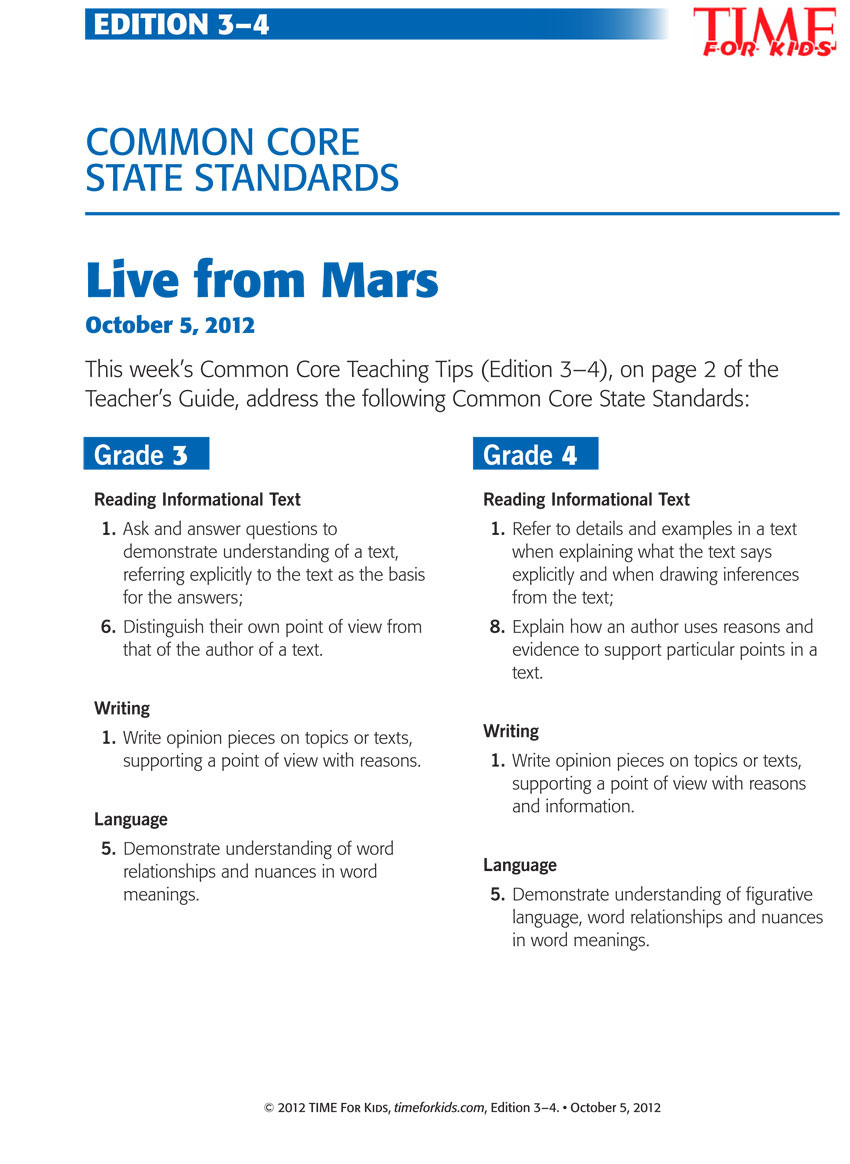 EDITION 3–4
TIME
FOR KIDS
COMMON CORE
STATE STANDARDS
Live from Mars
October 5, 2012
This week’s Common Core Teaching Tips (Edition 3–4), on page 2 of the
Teacher’s Guide, address the following Common Core State Standards:
Grade 3
Reading Informational Text
1. Ask and answer questions to
demonstrate understanding of a text,
referring explicitly to the text as the basis
for the answers;
6. Distinguish their own point of view from
that of the author of a text.
Writing
1. Write opinion pieces on topics or texts,
supporting a point of view with reasons.
Language
5. Demonstrate understanding of word
relationships and nuances in word
meanings.
Grade 4
Reading Informational Text
1. Refer to details and examples in a text
when explaining what the text says
explicitly and when drawing inferences
from the text;
8. Explain how an author uses reasons and
evidence to support particular points in a
text.
Writing
1. Write opinion pieces on topics or texts,
supporting a point of view with reasons
and information.
Language
5. Demonstrate understanding of figurative
language, word relationships and nuances
in word meanings.
© 2012 TIME FOR KIDS, timeforkids.com, Edition 3–4. • October 5, 2012